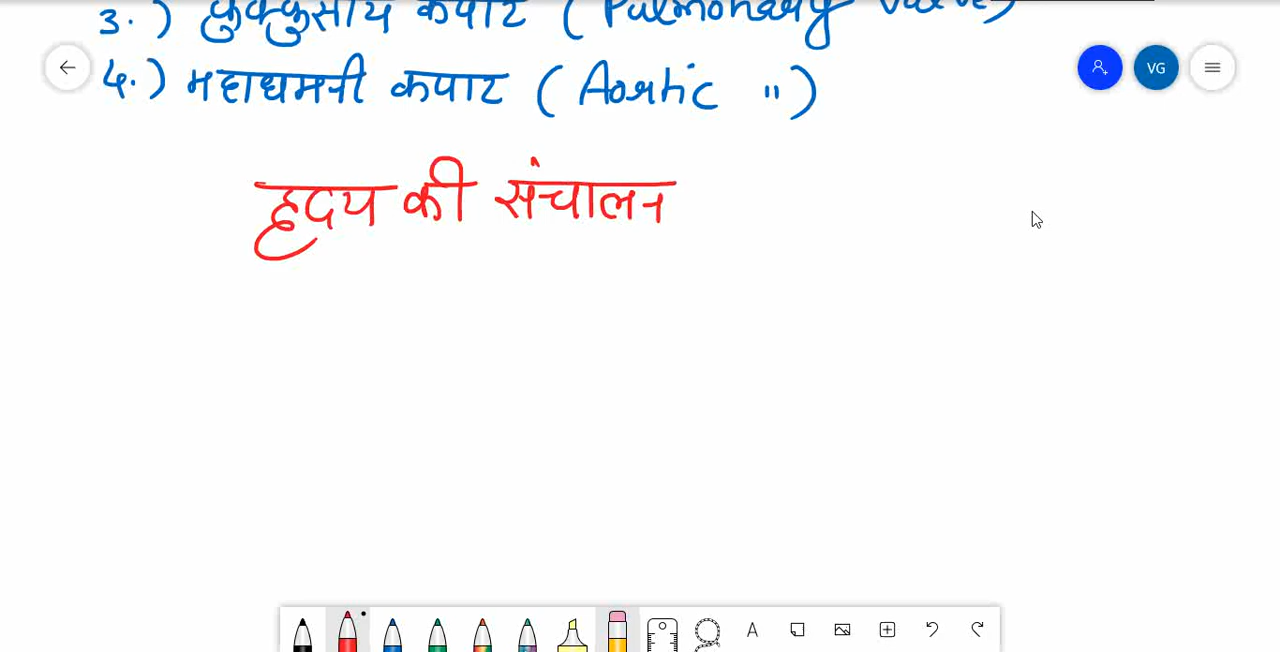 3.) फुफ्फुसीय कपाट (Pulmonary Valve)
4.) महाधमनी कपाट (Aortic ")
VG
हृदय की संचालन
A